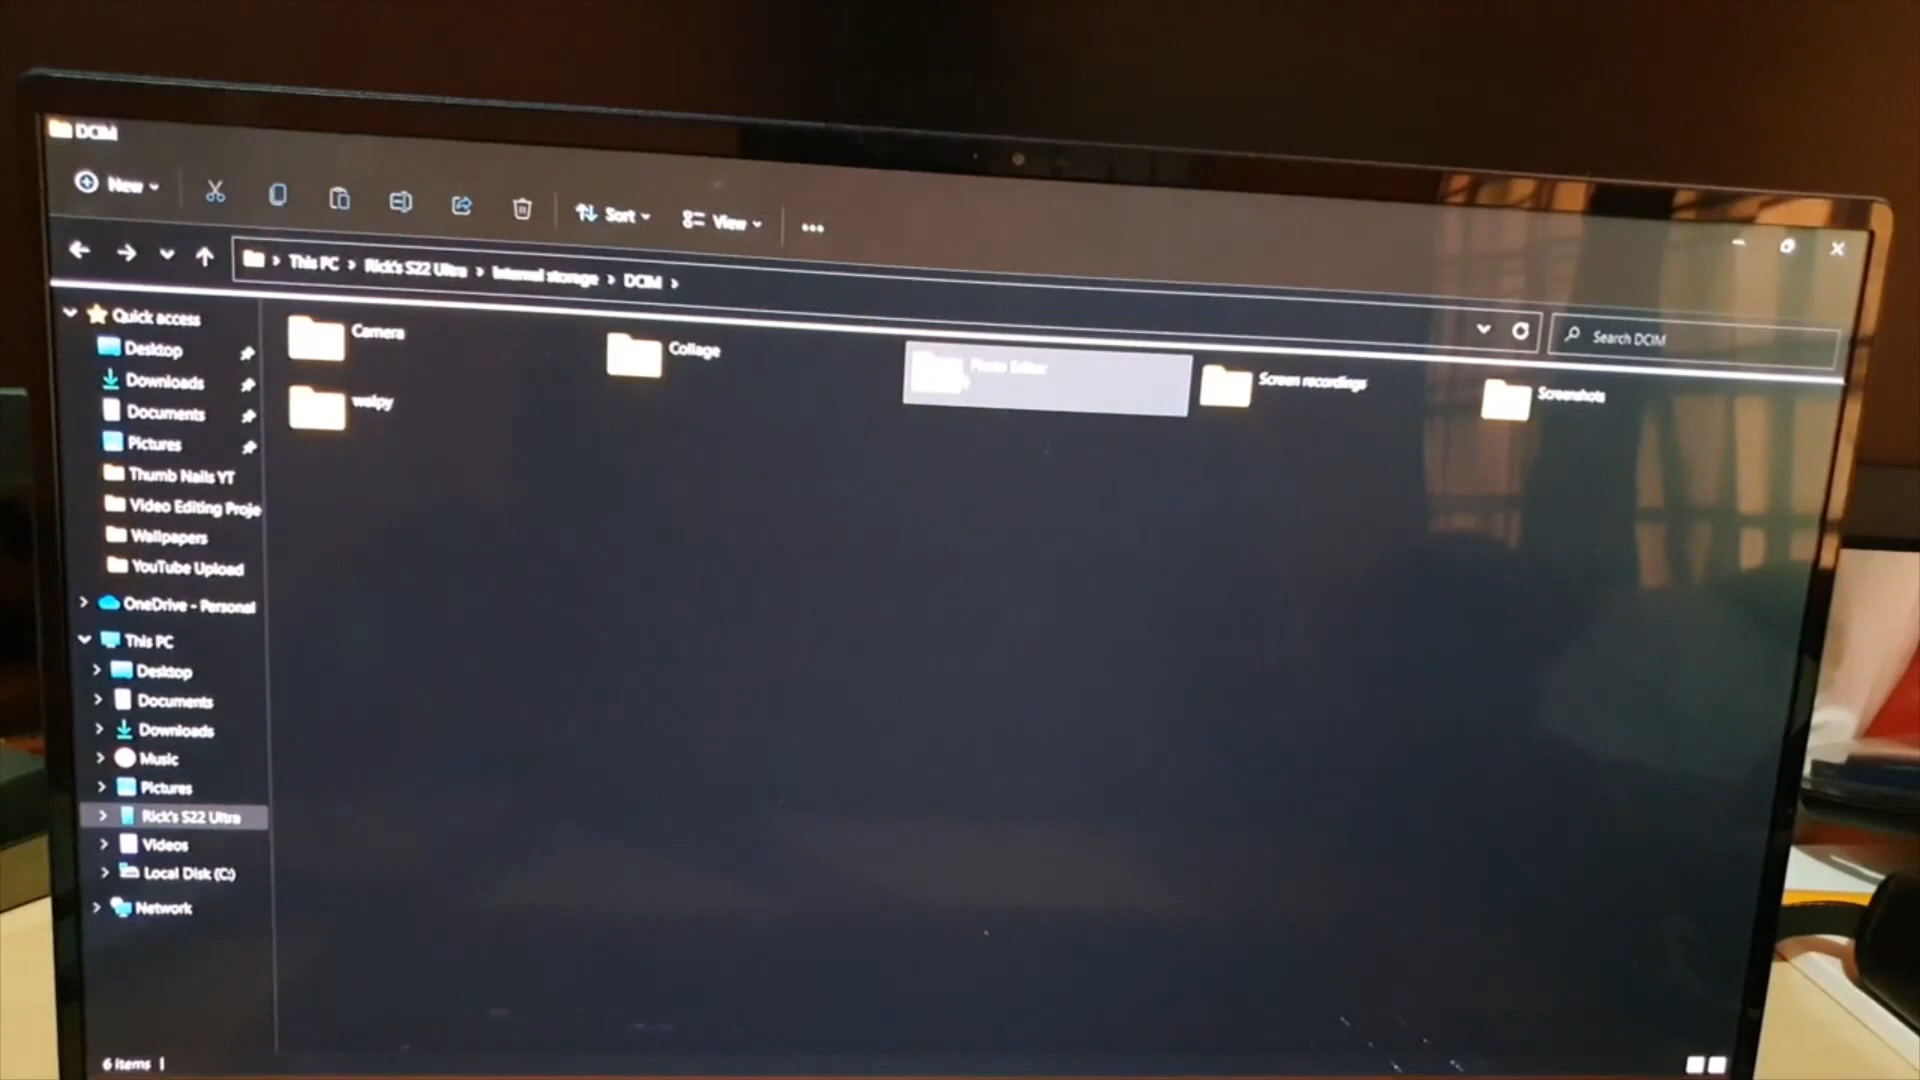 DCIM
New
Sort
View
This PC > Rick's S22 Ultra > Internal storage > DCIM >
Search DCIM
Quick access
Desktop
Downloads
Documents
Pictures
Thumb Nails YT
Video Editing Proje
Wallpapers
YouTube Upload
OneDrive - Personal
This PC
Desktop
Documents
Downloads
Music
Pictures
Rick's S22 Ultra
Videos
Local Disk (C:)
Network
Camera
Collage
Photo Editor
Screen recordings
Screenshots
walpy
6 items